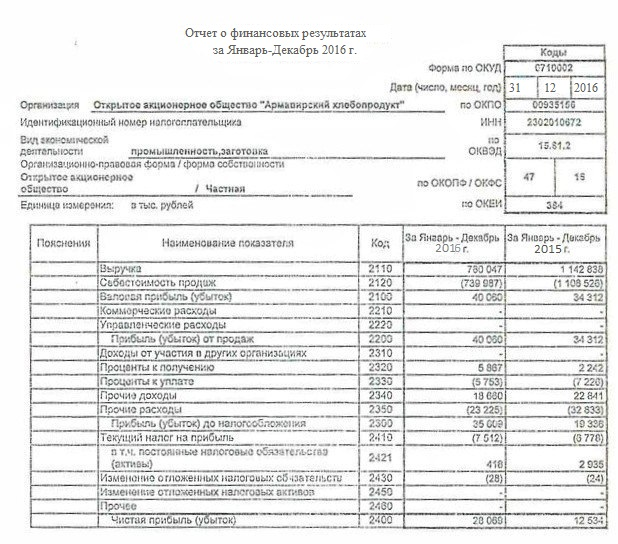 Отчет о финансовых результатах
за Январь-Декабрь 2016 г.
Коды
Форма по ОКУД 0710002
Дата (число, месяц, год) 31 12 2016
Организация Открытое акционерное общество "Армавирский хлебопродукт" по ОКПО 00935156
Идентификационный номер налогоплательщика ИНН 2302010672
Вид экономической
деятельности промышленность,заготовка по ОКВЭД 15.61.2
Организационно-правовая форма / форма собственности
Открытое акционерное
общество / Частная по ОКОПФ / ОКФС 47 16
Единице измерения: в тыс. рублей по ОКЕИ 384
Пояснения Наименование показателя Код За Январь - Декабрь 2016 г. За Январь - Декабрь 2015 г.
Выручка 2110 780 047 1 142 838
Себестоимость продаж 2120 (739 987) (1 108 526)
Валовая прибыль (убыток) 2100 40 060 34 312
Коммерческие расходы 2210 - -
Управленческие расходы 2220 - -
Прибыль (убыток) от продаж 2200 40 060 34 312
Доходы от участия в других организациях 2310 - -
Проценты к получению 2320 5 867 2 242
Проценты к уплате 2330 (5 753) (7 226)
Прочие доходы 2340 18 660 22 841
Прочие расходы 2350 (23 225) (32 833)
Прибыль (убыток) до налогообложения 2300 35 609 19 336
Текущий налог на прибыль 2410 (7 512) (6 778)
в т.ч. постоянные налоговые обязательства
(активы) 2421 418 2 935
Изменение отложенных налоговых обязательств 2430 (28) (24)
Изменение отложенных налоговых активов 2450 - -
Прочее 2460 - -
Чистая прибыль (убыток) 2400 28 069 12 534